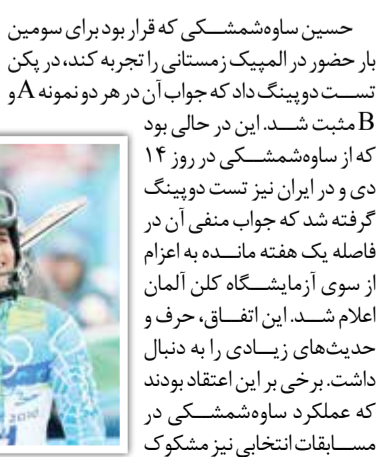 حسین ساوه‌شمشکی که قرار بود برای سومین
بار حضور در المپیک زمستانی را تجربه کند، در پکن
تست دوپینگ داد که جواب آن در هر دو نمونه A و
B مثبت شد. این در حالی بود
که از ساوه‌شمشکی در روز ۱۴
دی و در ایران نیز تست دوپینگ
گرفته شد که جواب منفی آن در
فاصله یک هفته مانده به اعزام
از سوی آزمایشگاه کلن آلمان
اعلام شد. این اتفاق، حرف و
حدیث‌های زیادی را به دنبال
داشت. برخی بر این اعتقاد بودند
که عملکرد ساوه‌شمشکی در
مسابقات انتخابی نیز مشکوک
2010